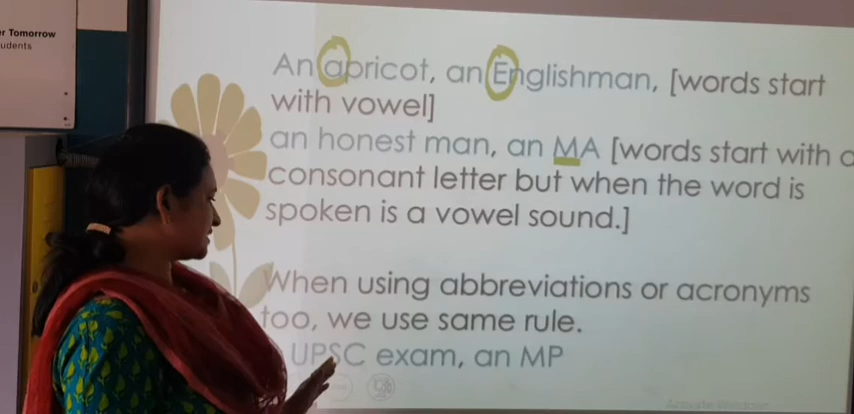 r Tomorrow
udents
An apricot, an Englishman, [words start
with vowel]
an honest man, an MA [words start with a
consonant letter but when the word is
spoken is a vowel sound.]
When using abbreviations or acronyms
too, we use same rule.
UPSC exam, an MP